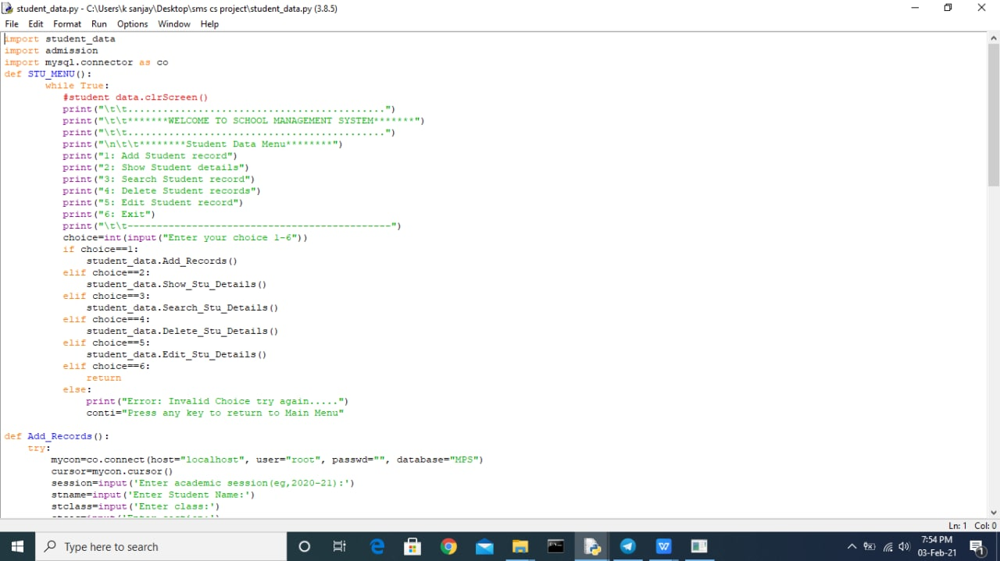 student_data.py - C:\Users\k sanjay\Desktop\sms cs project\student_data.py (3.8.5)
File Edit Format Run Options Window Help
import student_data
import admission
import mysql.connector as co
def STU_MENU():
       while True:
          #student data.clrScreen()
          print("\t\t............................................")
          print("\t\t*******WELCOME TO SCHOOL MANAGEMENT SYSTEM*******")
          print("\t\t............................................")
          print("\n\t\t********Student Data Menu********")
          print("1: Add Student record")
          print("2: Show Student details")
          print("3: Search Student record")
          print("4: Delete Student records")
          print("5: Edit Student record")
          print("6: Exit")
          print("\t\t---------------------------------------------")
          choice=int(input("Enter your choice 1-6"))
          if choice==1:
              student_data.Add_Records()
          elif choice==2:
              student_data.Show_Stu_Details()
          elif choice==3:
              student_data.Search_Stu_Details()
          elif choice==4:
              student_data.Delete_Stu_Details()
          elif choice==5:
              student_data.Edit_Stu_Details()
          elif choice==6:
              return
          else:
              print("Error: Invalid Choice try again.....")
              conti="Press any key to return to Main Menu"
def Add_Records():
    try:
        mycon=co.connect(host="localhost", user="root", passwd="", database="MPS")
        cursor=mycon.cursor()
        session=input('Enter academic session(eg,2020-21):')
        stname=input('Enter Student Name:')
        stclass=input('Enter class:')
Ln: 1 Col: 0
Type here to search
7:54 PM
03-Feb-21
1